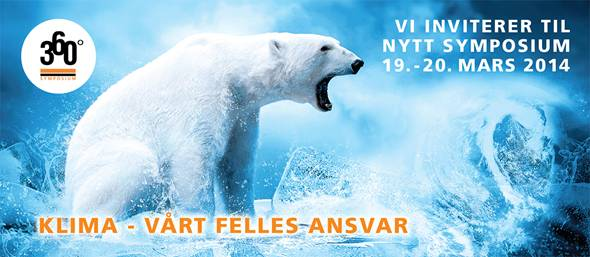 360°
SYMPOSIUM
VI INVITERER TIL
NYTT SYMPOSIUM
19.-20. MARS 2014
KLIMA - VÅRT FELLES ANSVAR